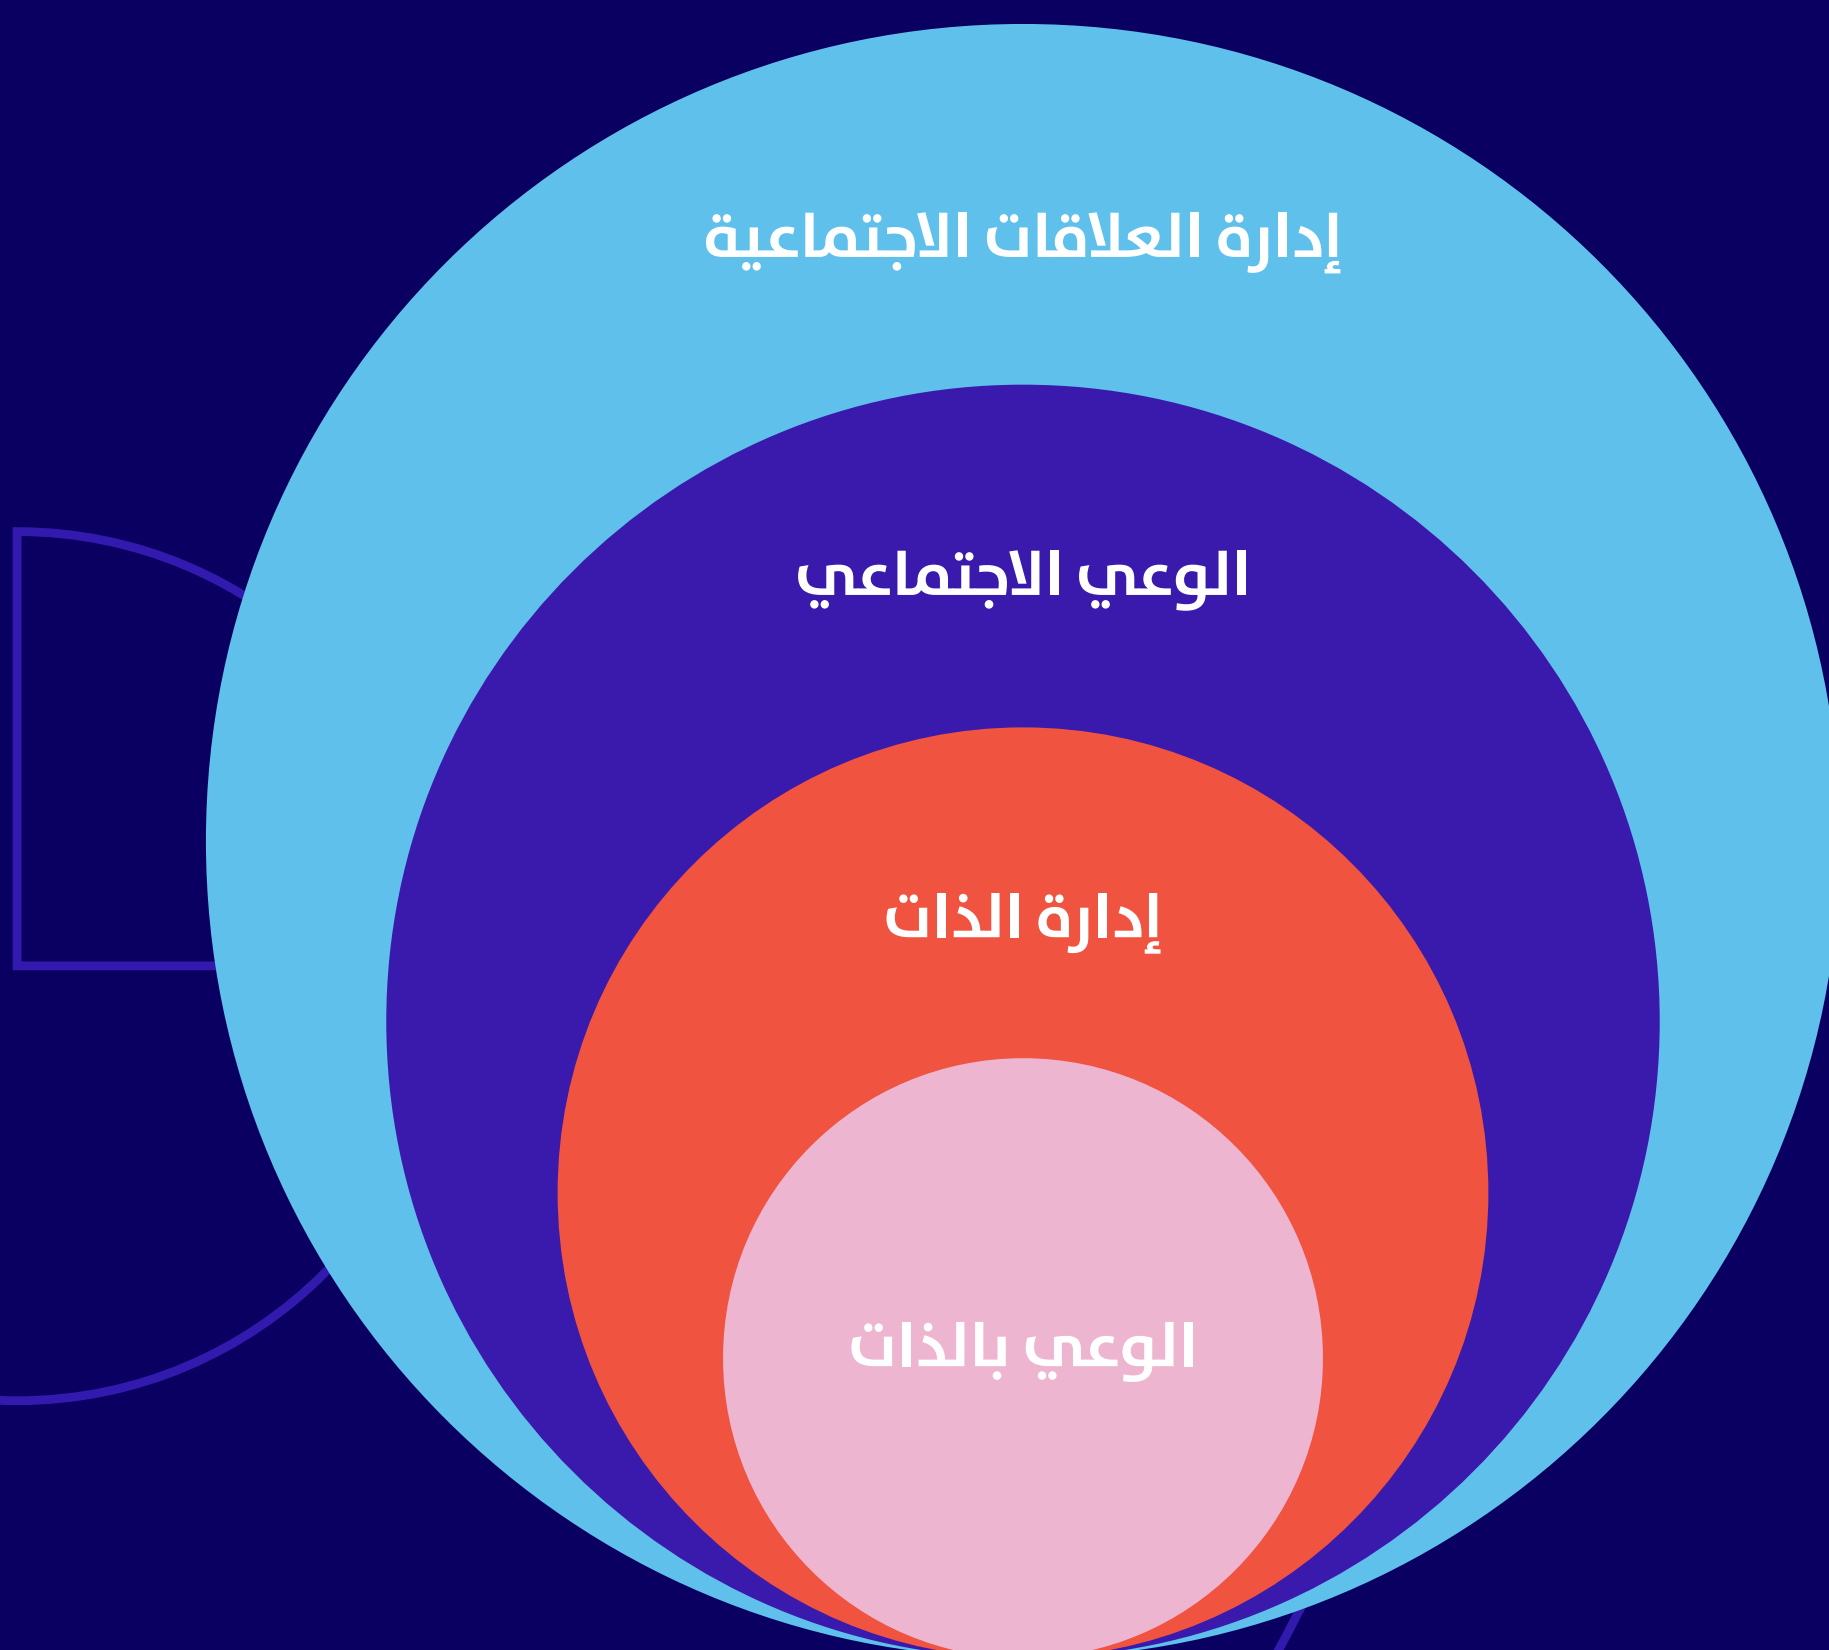 إدارة العلاقات الاجتماعية
الوعي الاجتماعي
إدارة الذات
الوعي بالذات